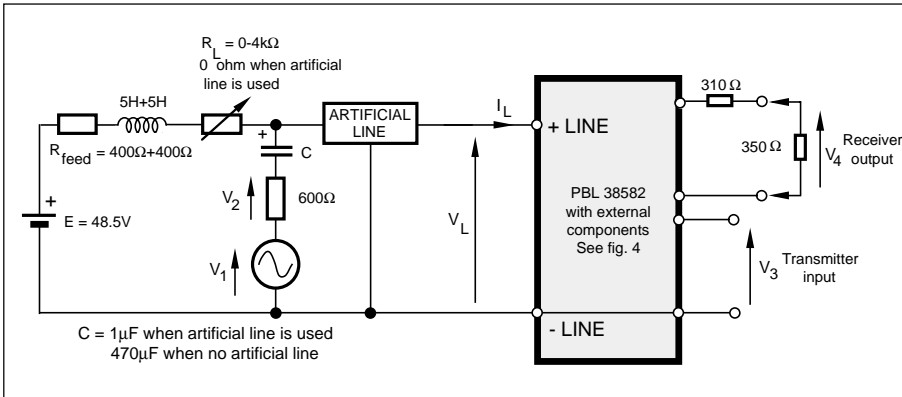 R_L = 0-4kΩ
0 ohm when artificial
line is used
5H+5H
R_feed = 400Ω+400Ω
+
E = 48.5V
+
C
V_2
600Ω
V_1
ARTIFICIAL
LINE
I_L
V_L
+ LINE
PBL 38582
with external
components
See fig. 4
- LINE
310 Ω
350 Ω
V_4
Receiver
output
V_3
Transmitter
input
C = 1µF when artificial line is used
470µF when no artificial line